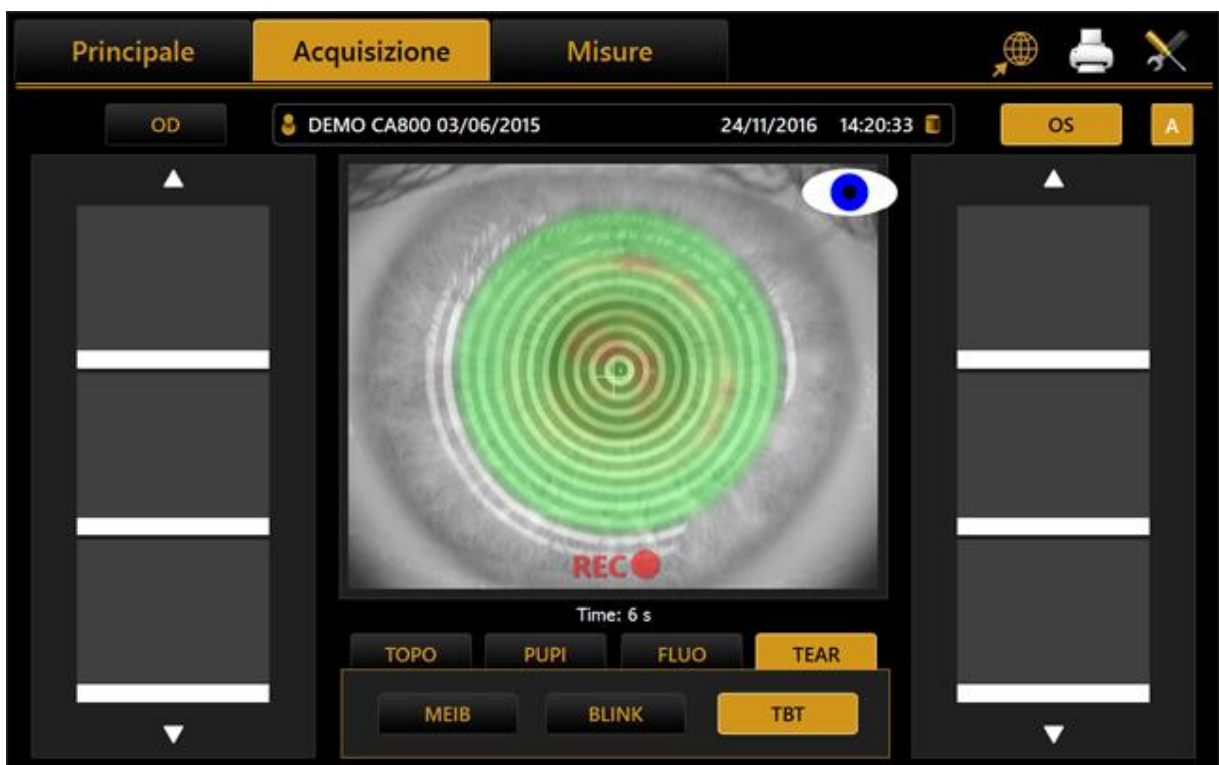 Principale Acquisizione Misure
OD DEMO CA800 03/06/2015 24/11/2016 14:20:33 OS A
REC
Time: 6 s
TOPO PUPI FLUO TEAR
MEIB BLINK TBT